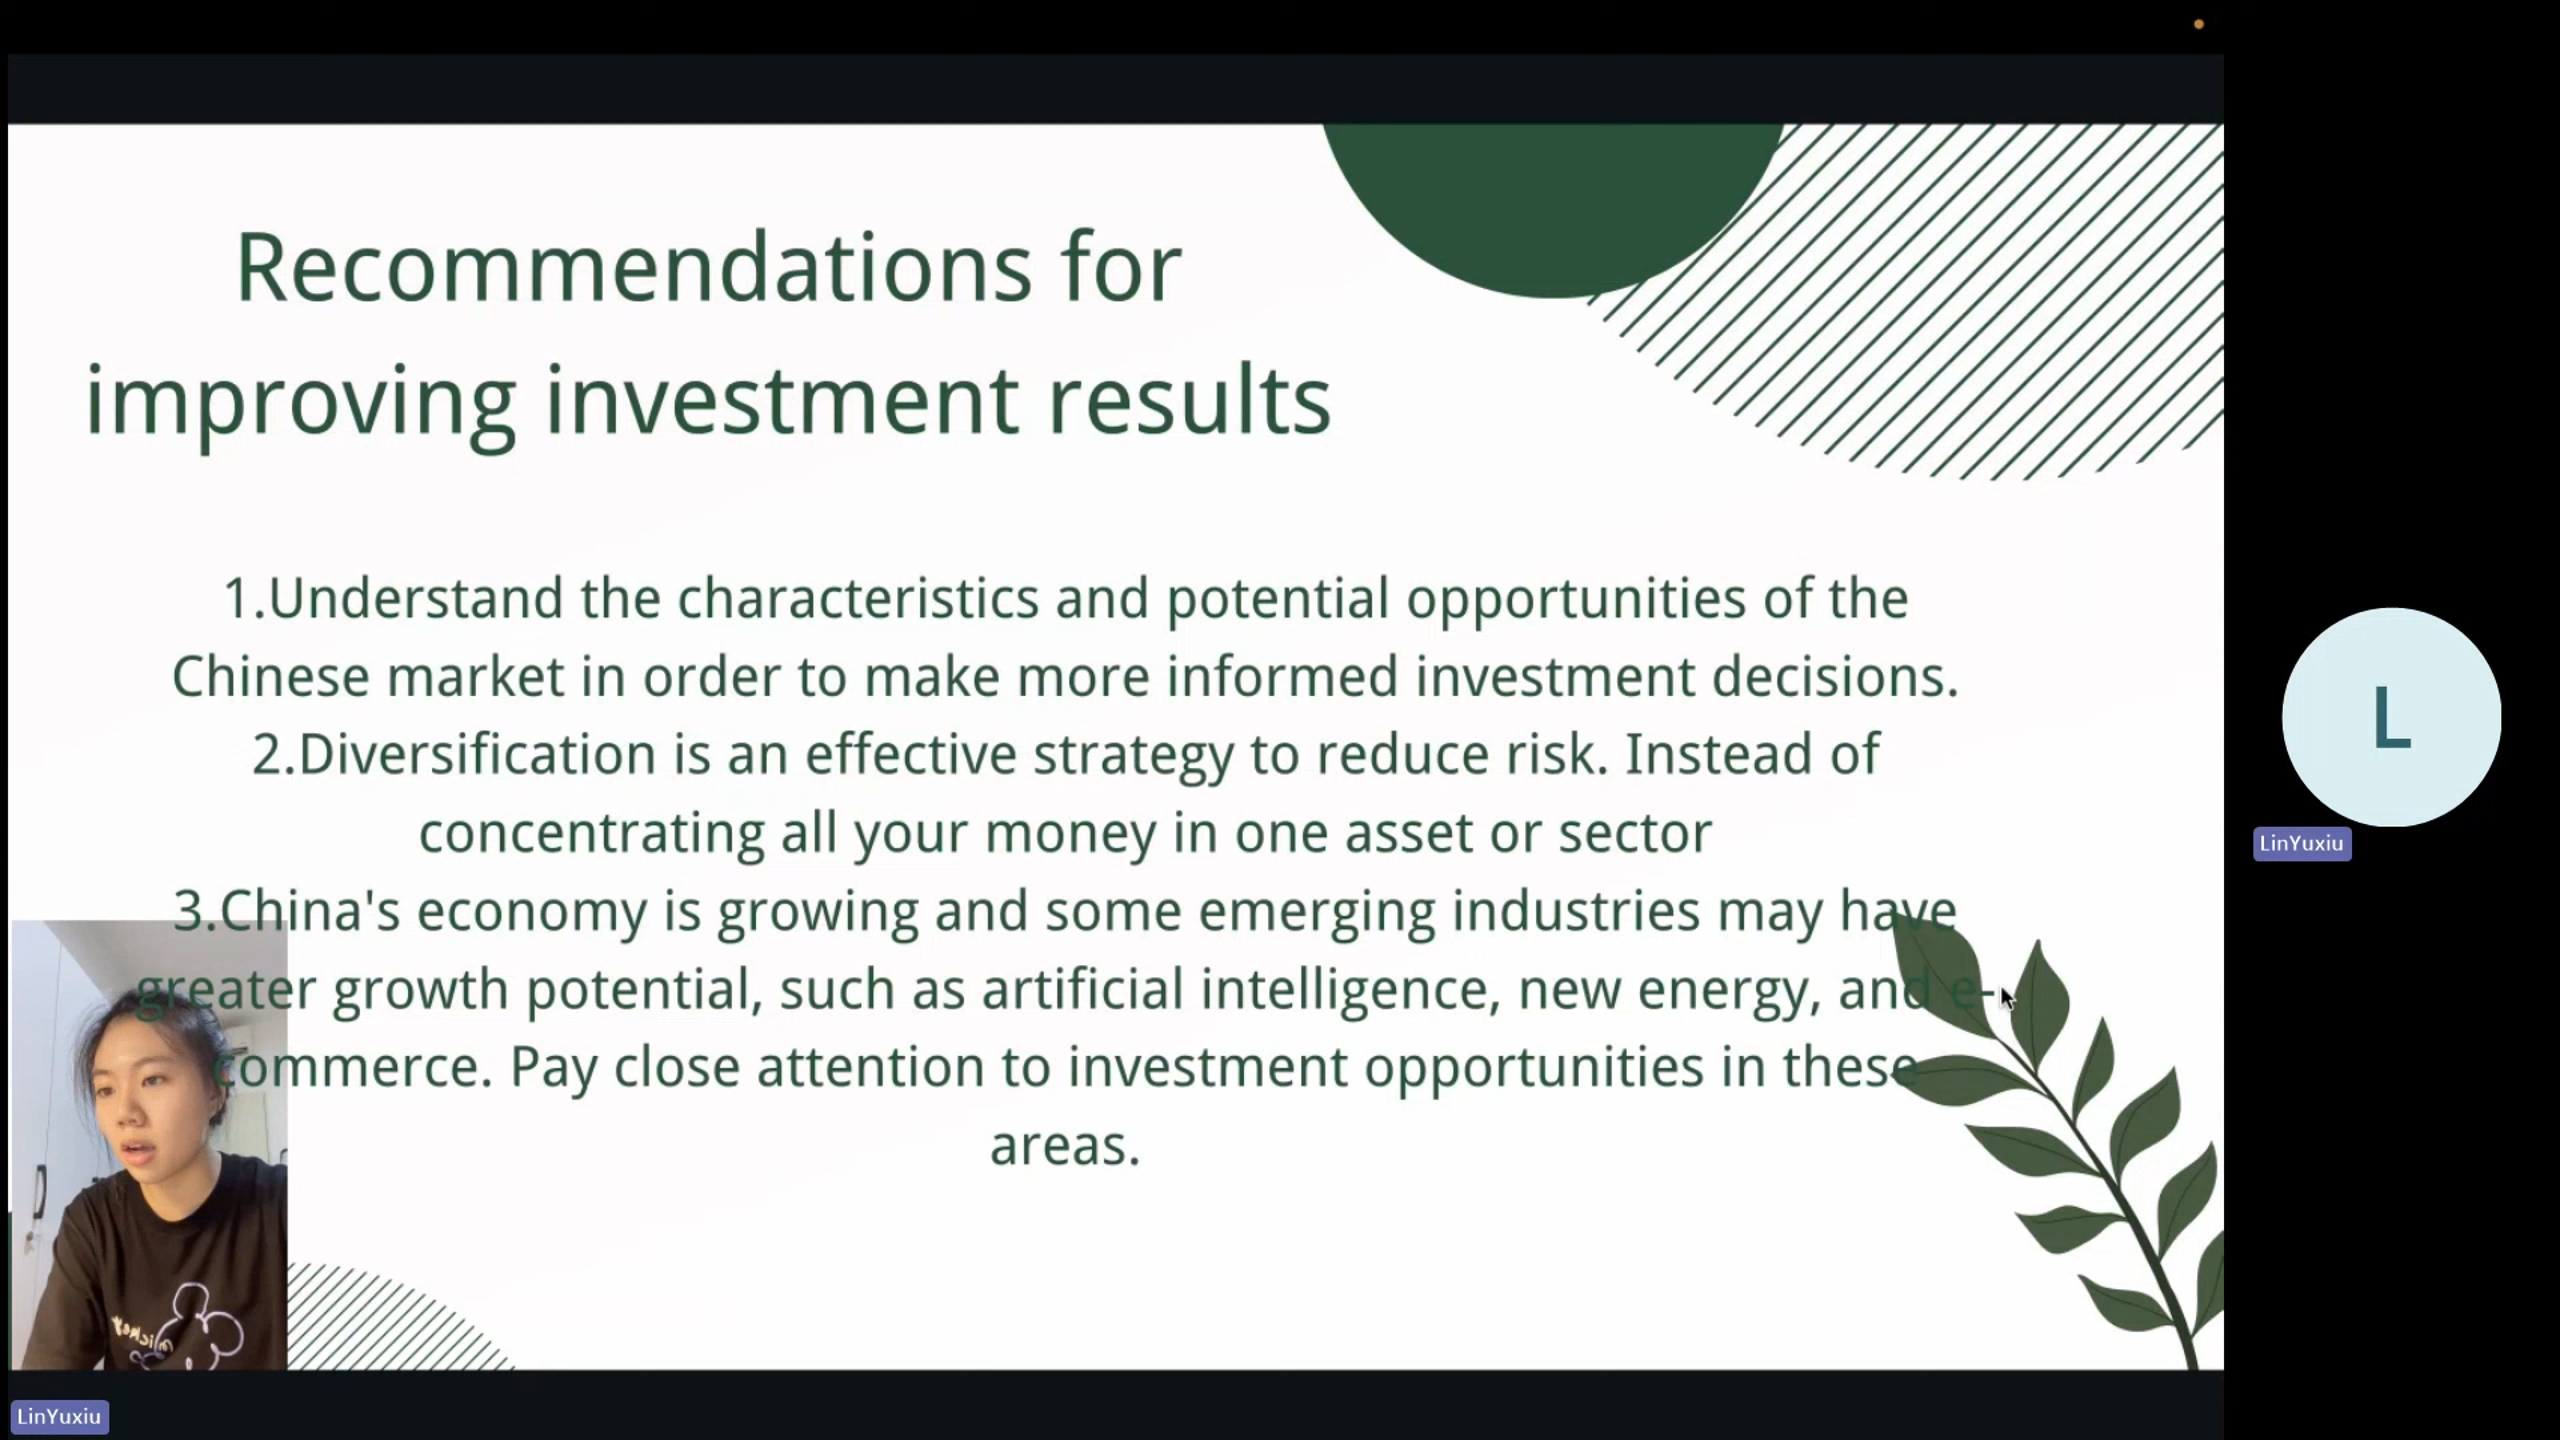 Recommendations for
improving investment results
1.Understand the characteristics and potential opportunities of the
Chinese market in order to make more informed investment decisions.
2.Diversification is an effective strategy to reduce risk. Instead of
concentrating all your money in one asset or sector
3.China's economy is growing and some emerging industries may have
greater growth potential, such as artificial intelligence, new energy, and e-
commerce. Pay close attention to investment opportunities in these
areas.
Mickey
LinYuxiu
L
LinYuxiu